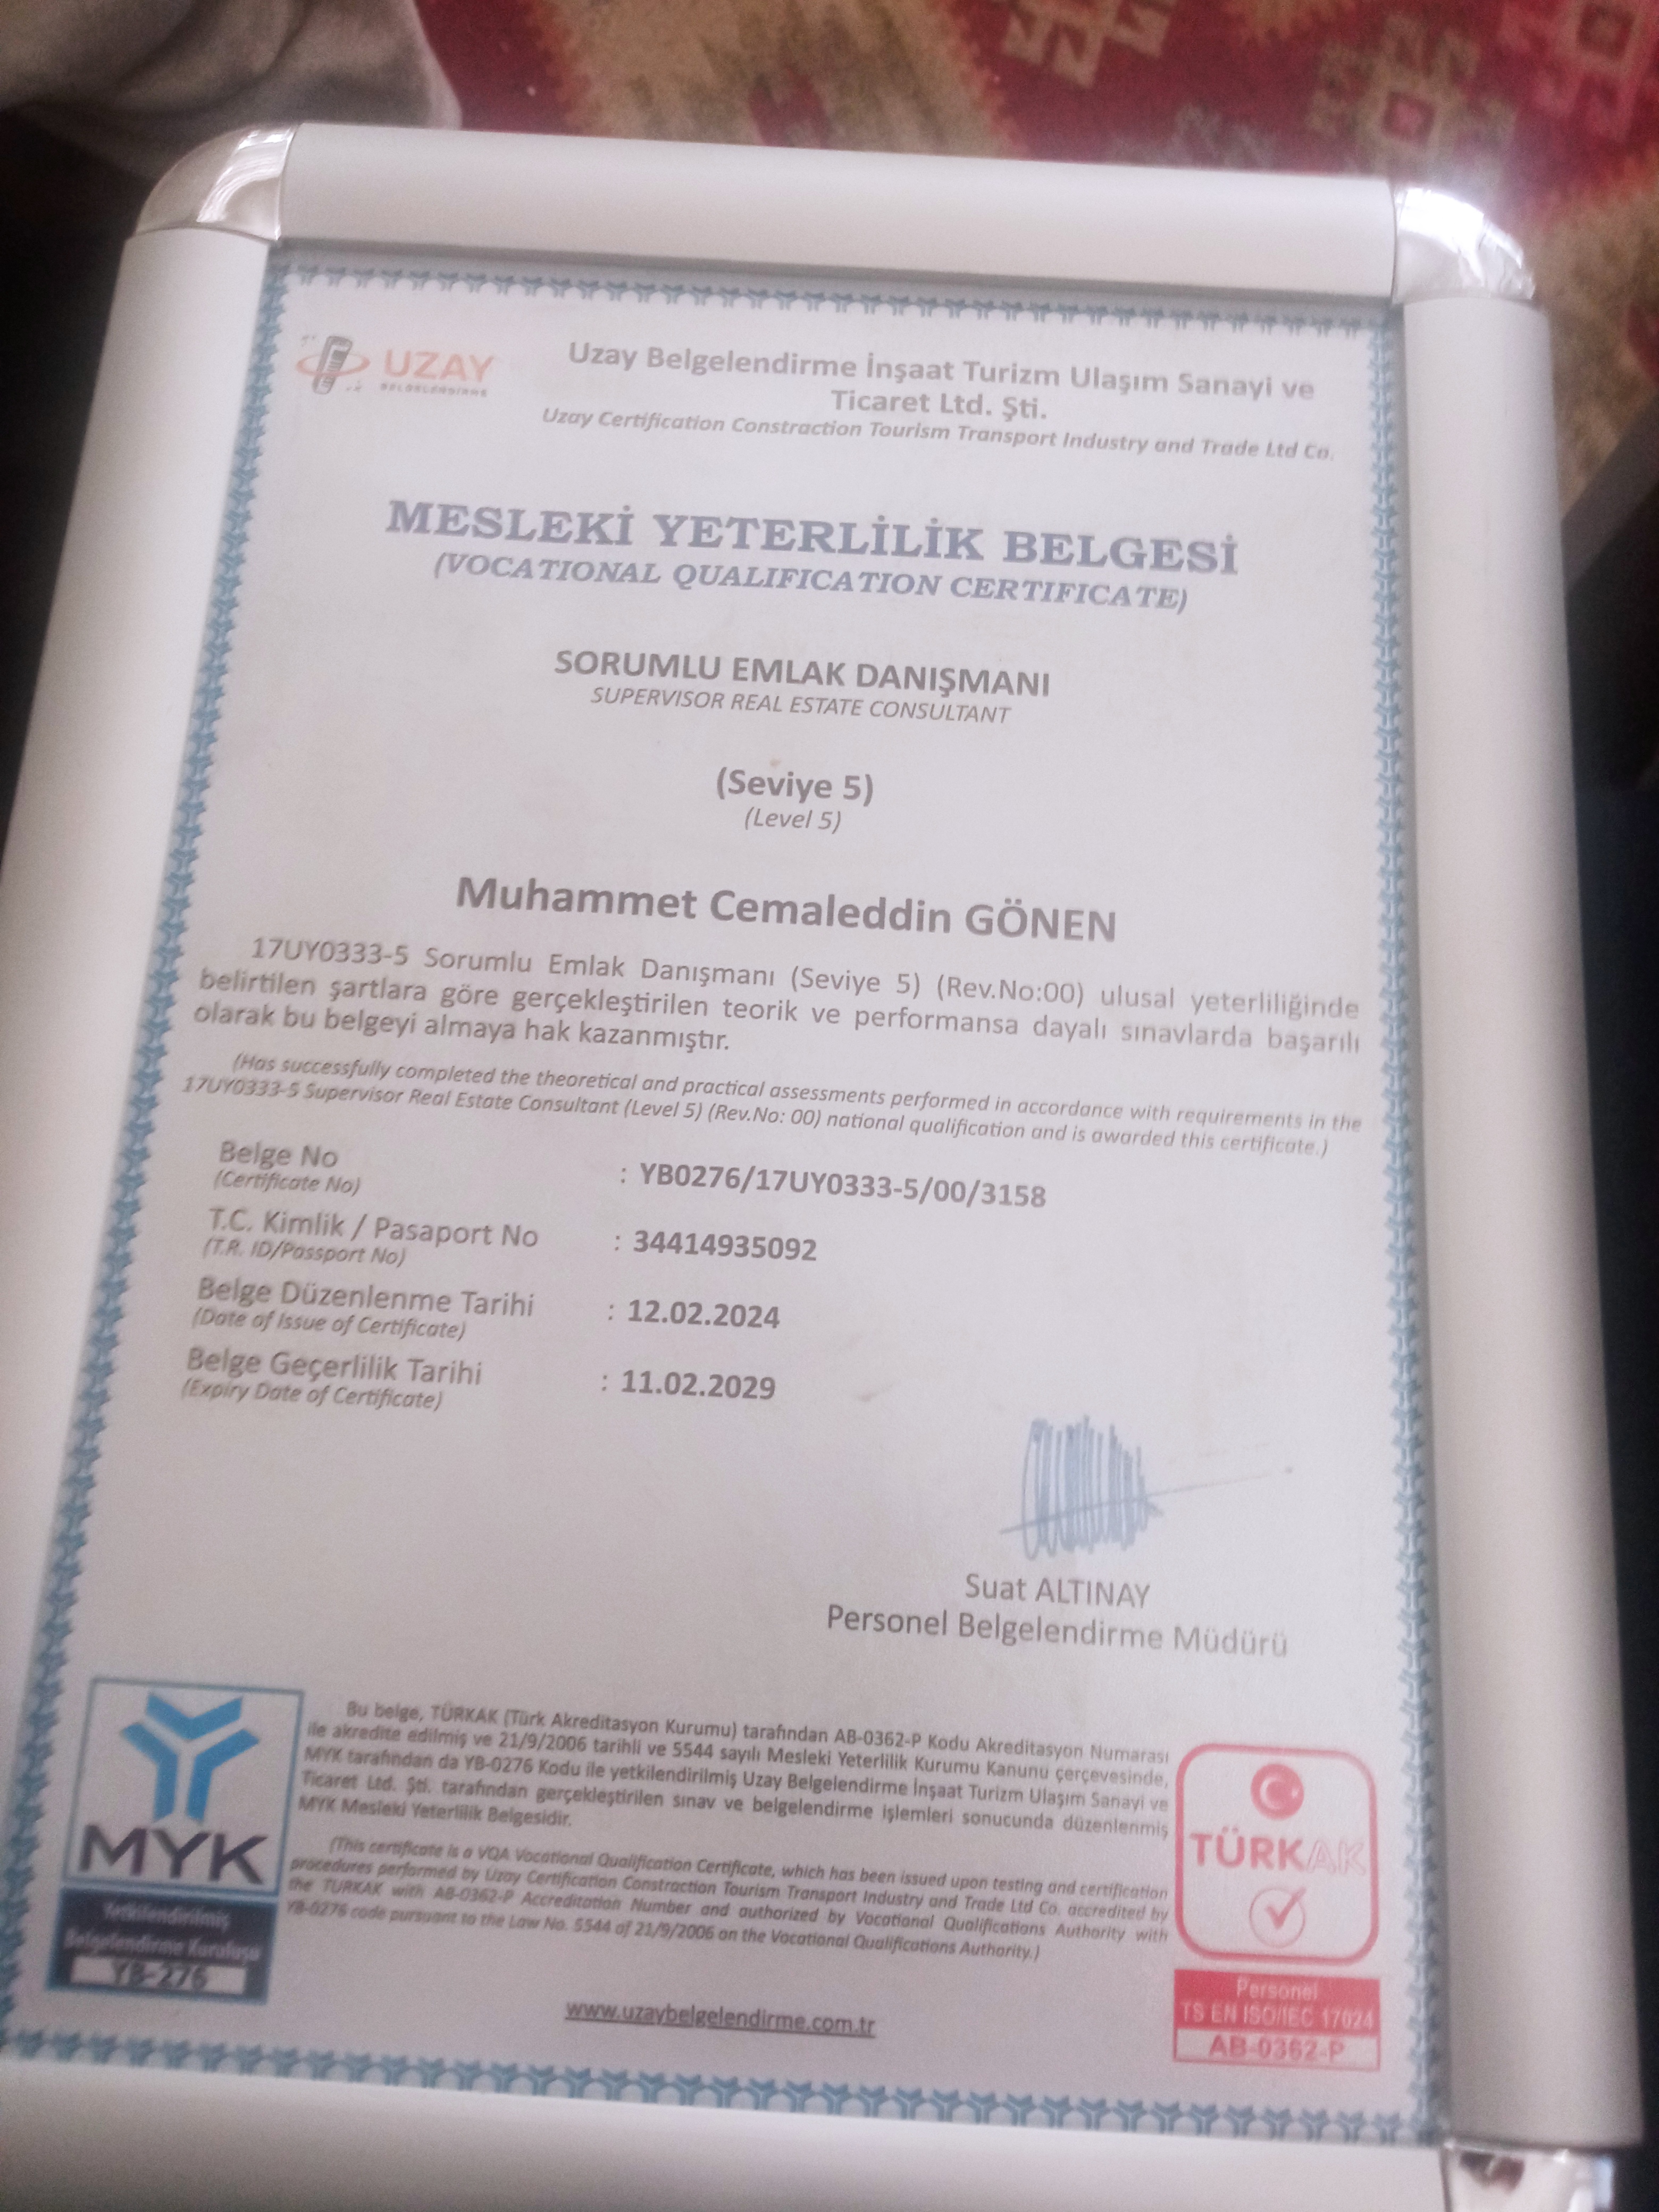 UZAY
BELGELENDİRME
Uzay Belgelendirme İnşaat Turizm Ulaşım Sanayi ve
Ticaret Ltd. Şti.
Uzay Certification Constraction Tourism Transport Industry and Trade Ltd Co.
MESLEKİ YETERLİLİK BELGESİ
(VOCATIONAL QUALIFICATION CERTIFICATE)
SORUMLU EMLAK DANIŞMANI
SUPERVISOR REAL ESTATE CONSULTANT
(Seviye 5)
(Level 5)
Muhammet Cemaleddin GÖNEN
17UY0333-5 Sorumlu Emlak Danışmanı (Seviye 5) (Rev.No:00) ulusal yeterliliğinde
belirtilen şartlara göre gerçekleştirilen teorik ve performansa dayalı sınavlarda başarılı
olarak bu belgeyi almaya hak kazanmıştır.
(Has successfully completed the theoretical and practical assessments performed in accordance with requirements in the
17UY0333-5 Supervisor Real Estate Consultant (Level 5) (Rev.No: 00) national qualification and is awarded this certificate.)
Belge No : YB0276/17UY0333-5/00/3158
(Certificate No)
T.C. Kimlik / Pasaport No : 34414935092
(T.R. ID/Passport No)
Belge Düzenlenme Tarihi : 12.02.2024
(Date of Issue of Certificate)
Belge Geçerlilik Tarihi : 11.02.2029
(Expiry Date of Certificate)
Suat ALTINAY
Personel Belgelendirme Müdürü
Bu belge, TÜRKAK (Türk Akreditasyon Kurumu) tarafından AB-0362-P Kodu Akreditasyon Numarası
ile akredite edilmiş ve 21/9/2006 tarihli ve 5544 sayılı Mesleki Yeterlilik Kurumu Kanunu çerçevesinde,
MYK tarafından da YB-0276 Kodu ile yetkilendirilmiş Uzay Belgelendirme İnşaat Turizm Ulaşım Sanayi ve
Ticaret Ltd. Şti. tarafından gerçekleştirilen sınav ve belgelendirme işlemleri sonucunda düzenlenmiş
MYK Mesleki Yeterlilik Belgesidir.
(This certificate is a VQA Vocational Qualification Certificate, which has been issued upon testing and certification
procedures performed by Uzay Certification Constraction Tourism Transport Industry and Trade Ltd Co. accredited by
the TURKAK with AB-0362-P Accreditation Number and authorized by Vocational Qualifications Authority with
YB-0276 code pursuant to the Law No. 5544 of 21/9/2006 on the Vocational Qualifications Authority.)
MYK
Yetkilendirilmiş
Belgelendirme Kuruluşu
YB-276
TÜRKAK
Personel
TS EN ISO/IEC 17024
AB-0362-P
www.uzaybelgelendirme.com.tr